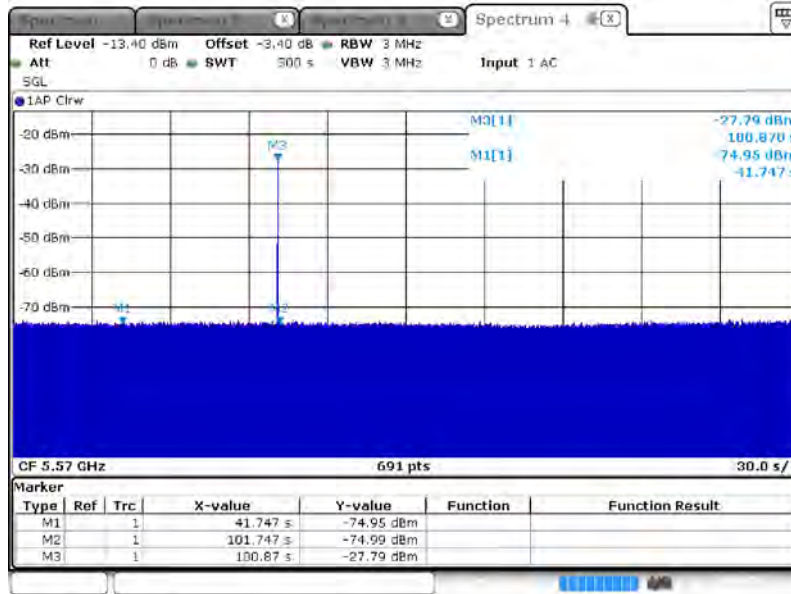 Spectrum 4
Ref Level -13.40 dBm Offset -3.40 dB RBW 3 MHz
Att 0 dB SWT 300 s VBW 3 MHz Input 1 AC
SGL
1AP Clrw
M3[1] -27.79 dBm
100.870 s
M1[1] -74.95 dBm
41.747 s
-20 dBm
M3
-30 dBm
-40 dBm
-50 dBm
-60 dBm
-70 dBm
M1 M2
CF 5.57 GHz 691 pts 30.0 s/
Marker
Type Ref Trc X-value Y-value Function Function Result
M1 1 41.747 s -74.95 dBm
M2 1 101.747 s -74.99 dBm
M3 1 100.87 s -27.79 dBm